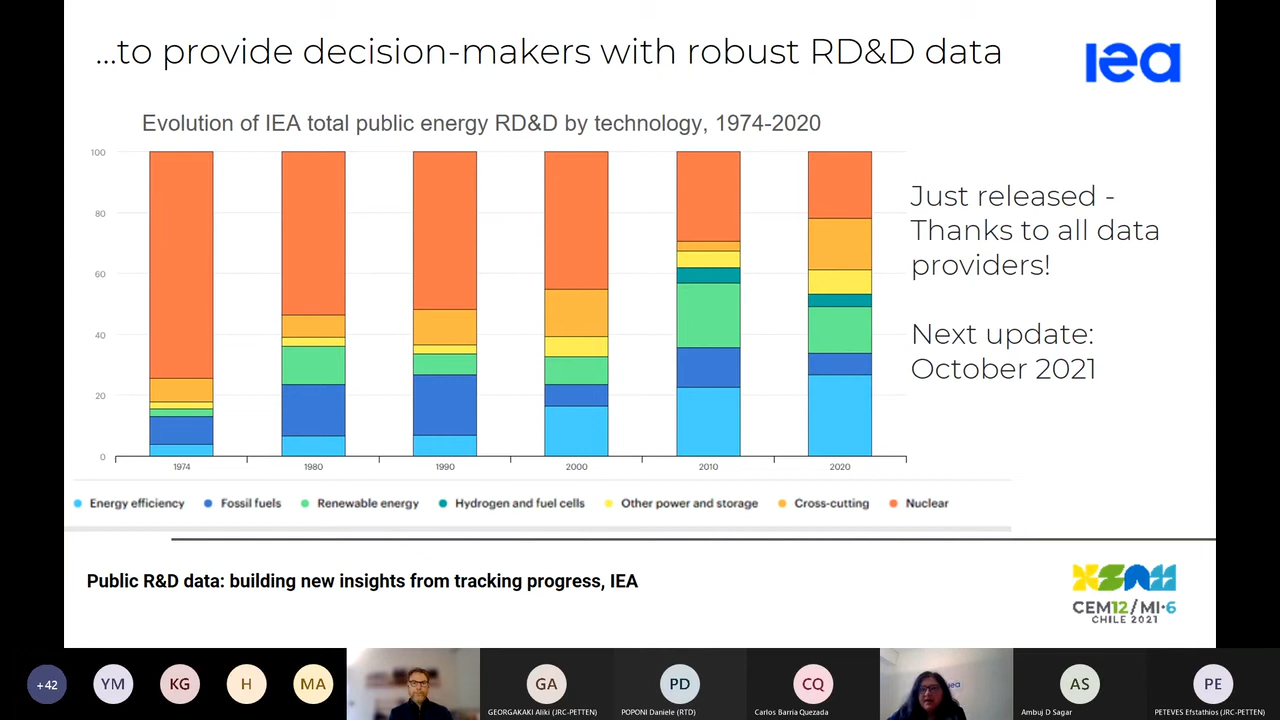 ...to provide decision-makers with robust RD&D data
iea
Evolution of IEA total public energy RD&D by technology, 1974-2020
100
80
60
40
20
0
1974
1980
1990
2000
2010
2020
Just released -
Thanks to all data
providers!
Next update:
October 2021
Energy efficiency
Fossil fuels
Renewable energy
Hydrogen and fuel cells
Other power and storage
Cross-cutting
Nuclear
Public R&D data: building new insights from tracking progress, IEA
CEM12/MI-6
CHILE 2021
+42
YM
KG
H
MA
GA
GEORGAKAKI Aliki (JRC-PETTEN)
PD
POPONI Daniele (RTD)
CQ
Carlos Barria Quezada
AS
Ambuj D Sagar
PE
PETEVES Efstathios (JRC-PETTEN)